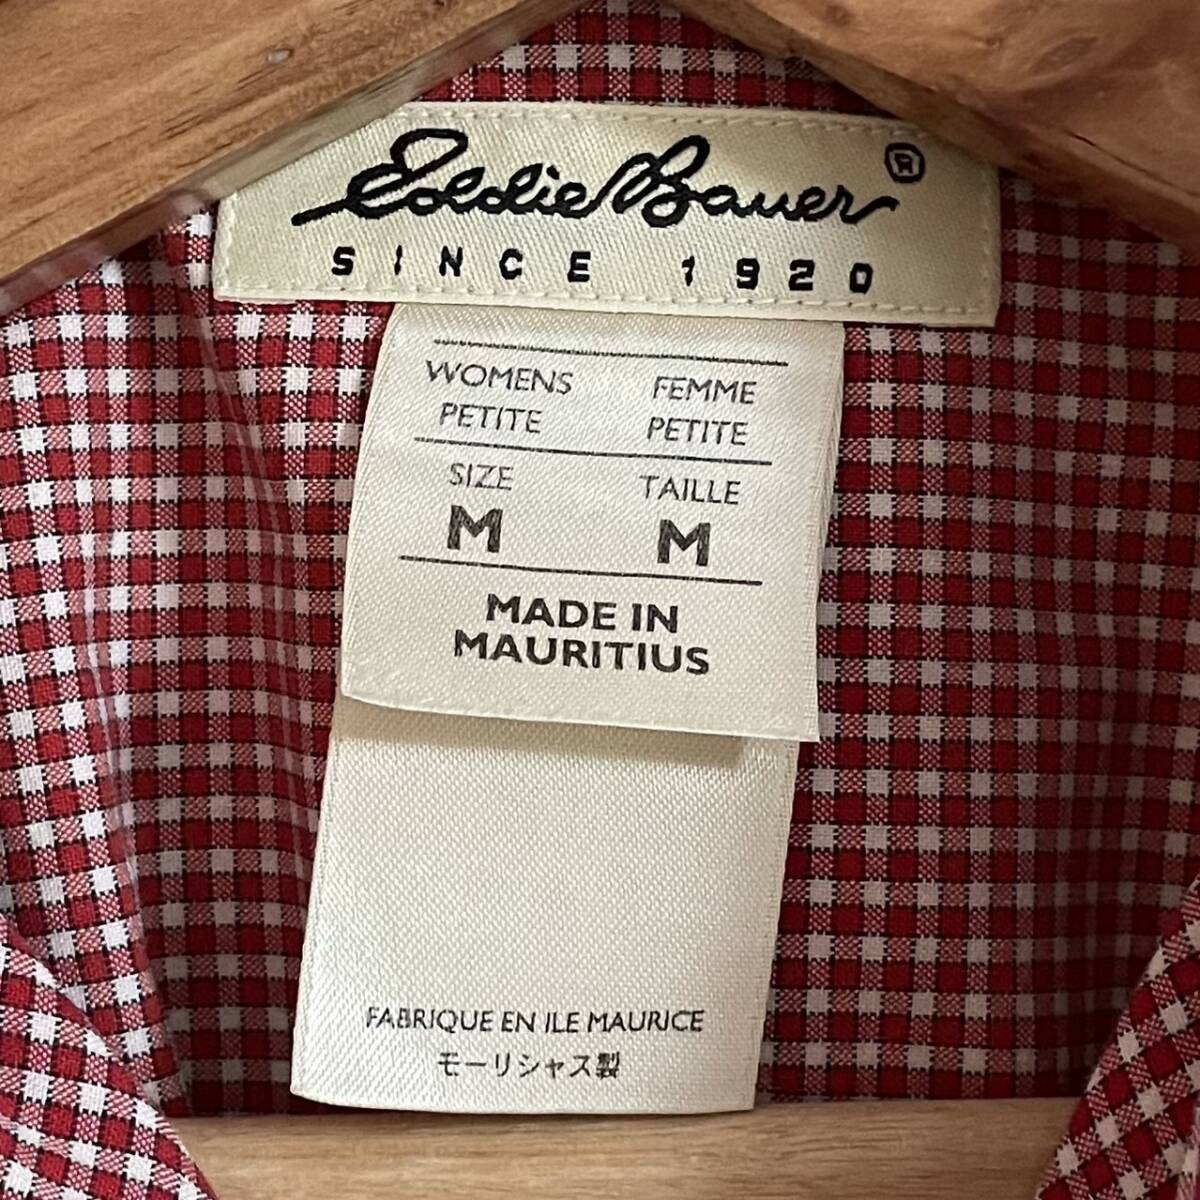 Eddie Bauer ®
SINCE 1920
WOMENS FEMME
PETITE PETITE
SIZE TAILLE
M M
MADE IN
MAURITIUS
FABRIQUE EN ILE MAURICE
モーリシャス製